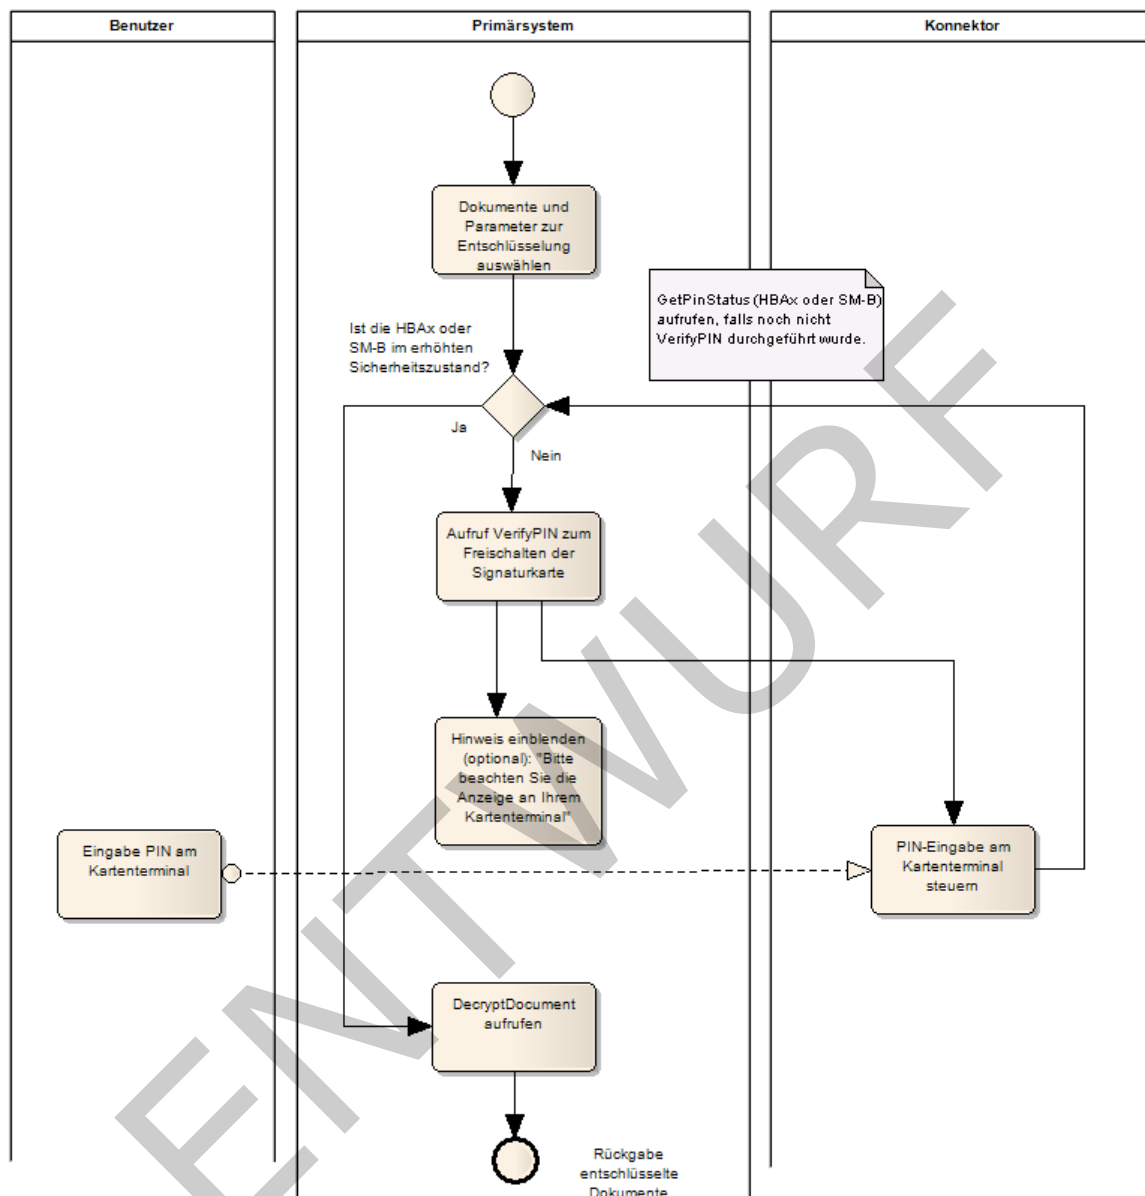 Benutzer
Primärsystem
Konnektor
Dokumente und
Parameter zur
Entschlüsselung
auswählen
GetPinStatus (HBAx oder SM-B)
aufrufen, falls noch nicht
VerifyPIN durchgeführt wurde.
Ist die HBAx oder
SM-B im erhöhten
Sicherheitszustand?
Ja
Nein
Aufruf VerifyPIN zum
Freischalten der
Signaturkarte
Hinweis einblenden
(optional): "Bitte
beachten Sie die
Anzeige an Ihrem
Kartenterminal"
Eingabe PIN am
Kartenterminal
PIN-Eingabe am
Kartenterminal
steuern
DecryptDocument
aufrufen
Rückgabe
entschlüsselte
Dokumente
ENTWURF